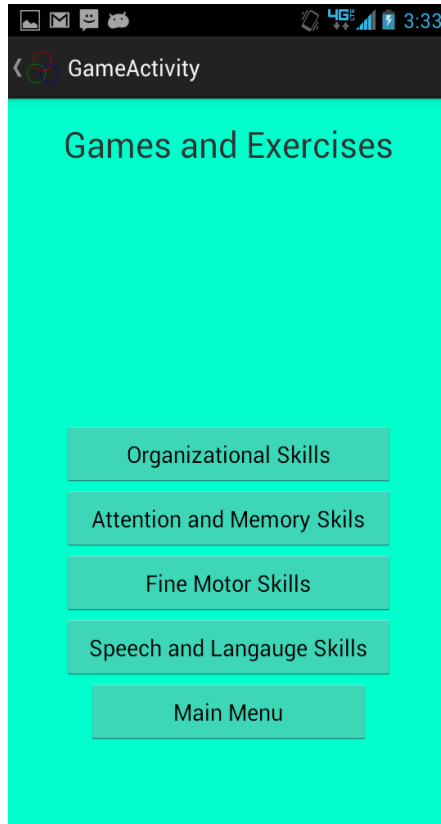 4G 3:33
GameActivity
Games and Exercises
Organizational Skills
Attention and Memory Skils
Fine Motor Skills
Speech and Langauge Skills
Main Menu